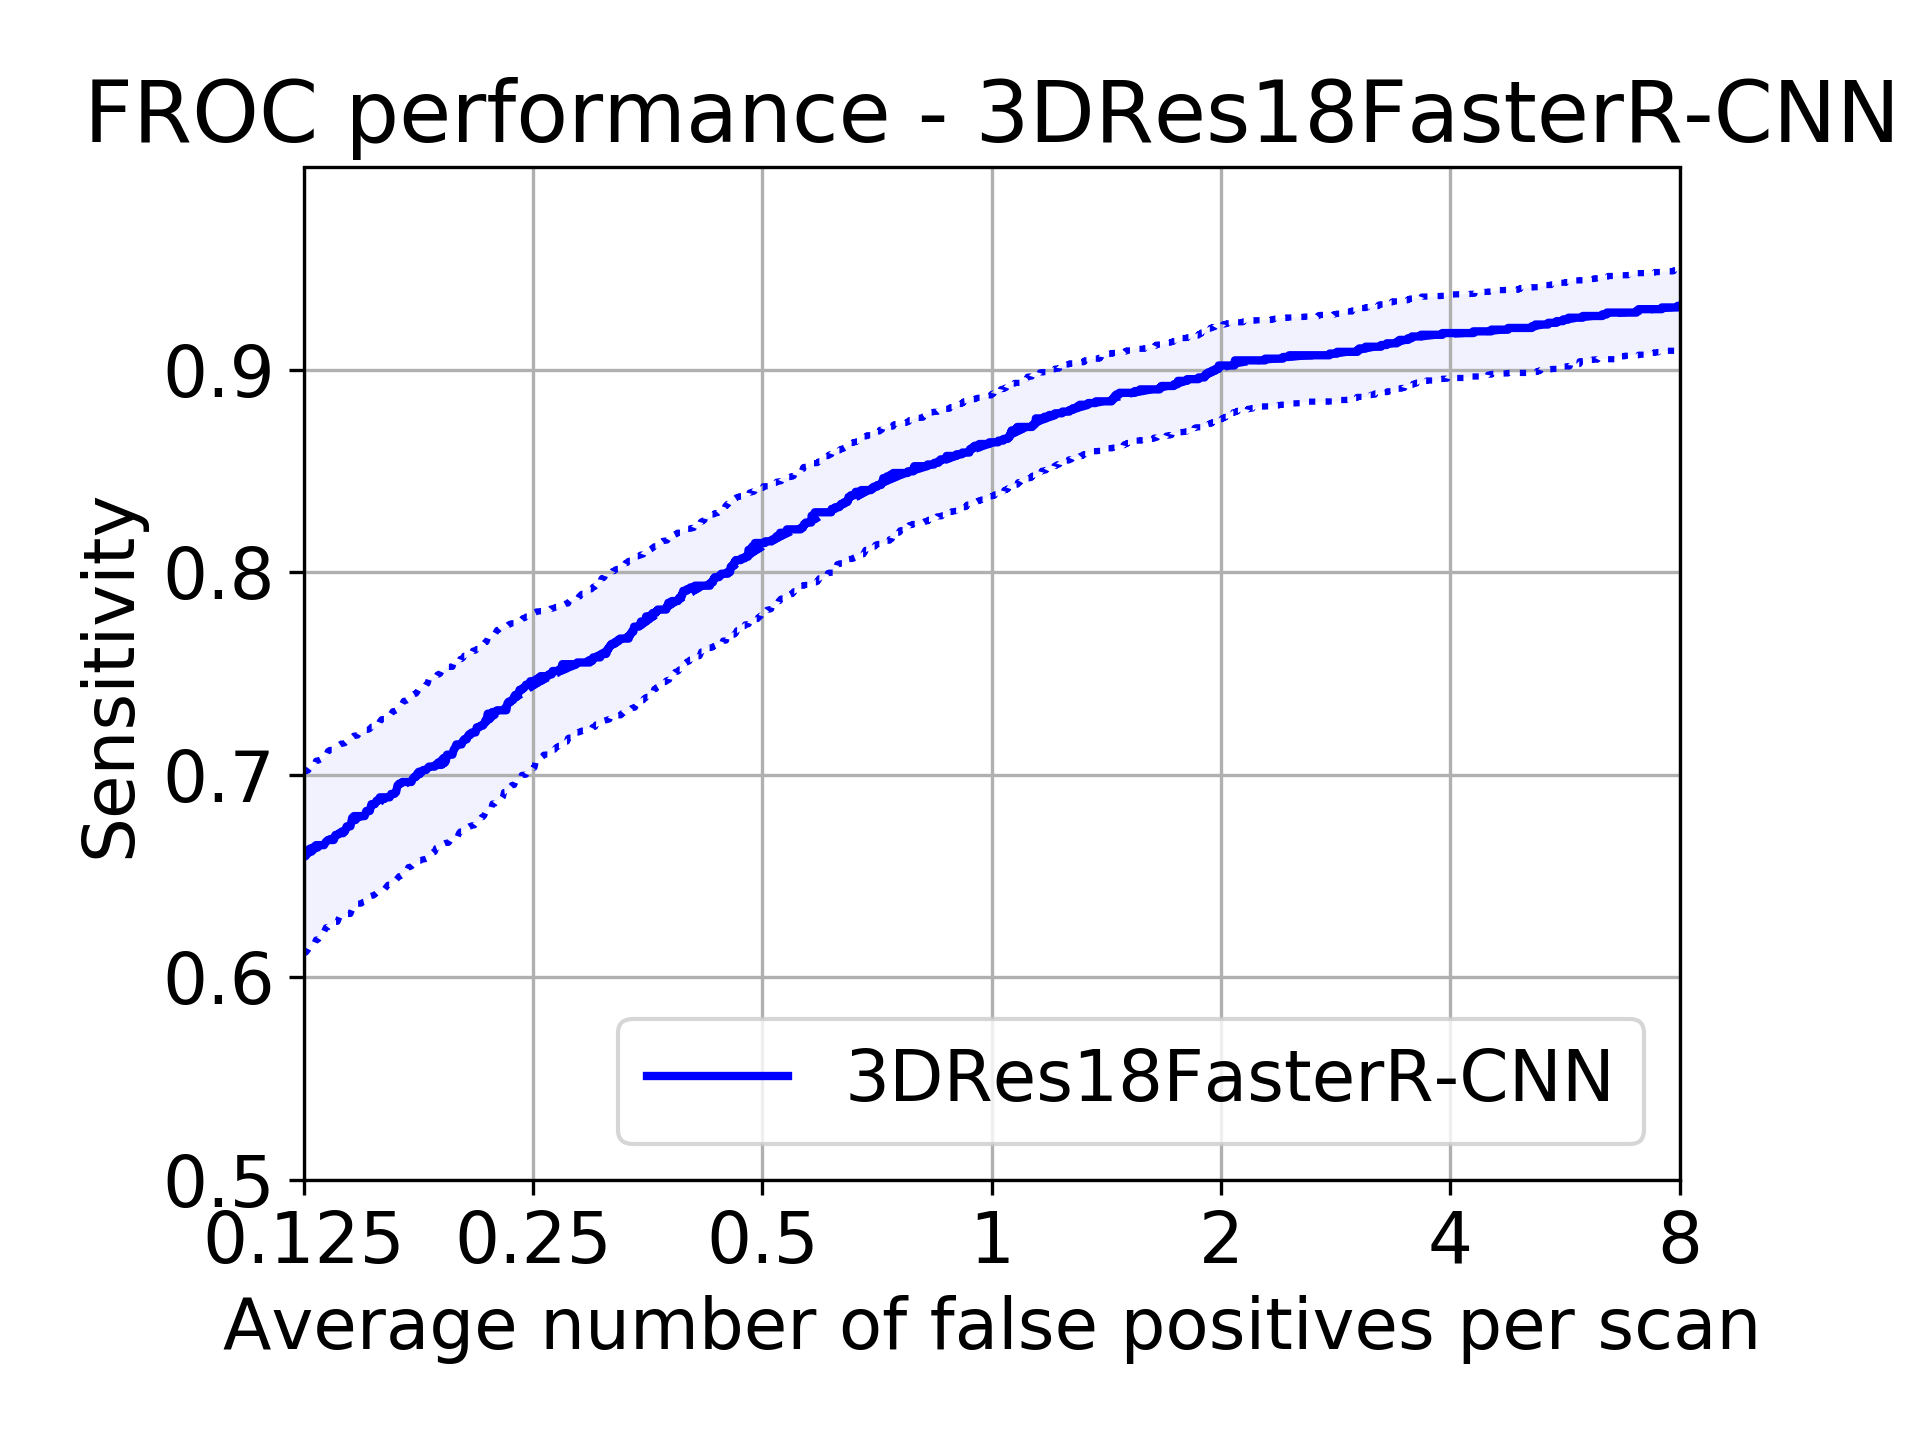 FROC performance - 3DRes18FasterR-CNN
Sensitivity
0.9
0.8
0.7
0.6
0.5
3DRes18FasterR-CNN
0.125 0.25 0.5 1 2 4 8
Average number of false positives per scan